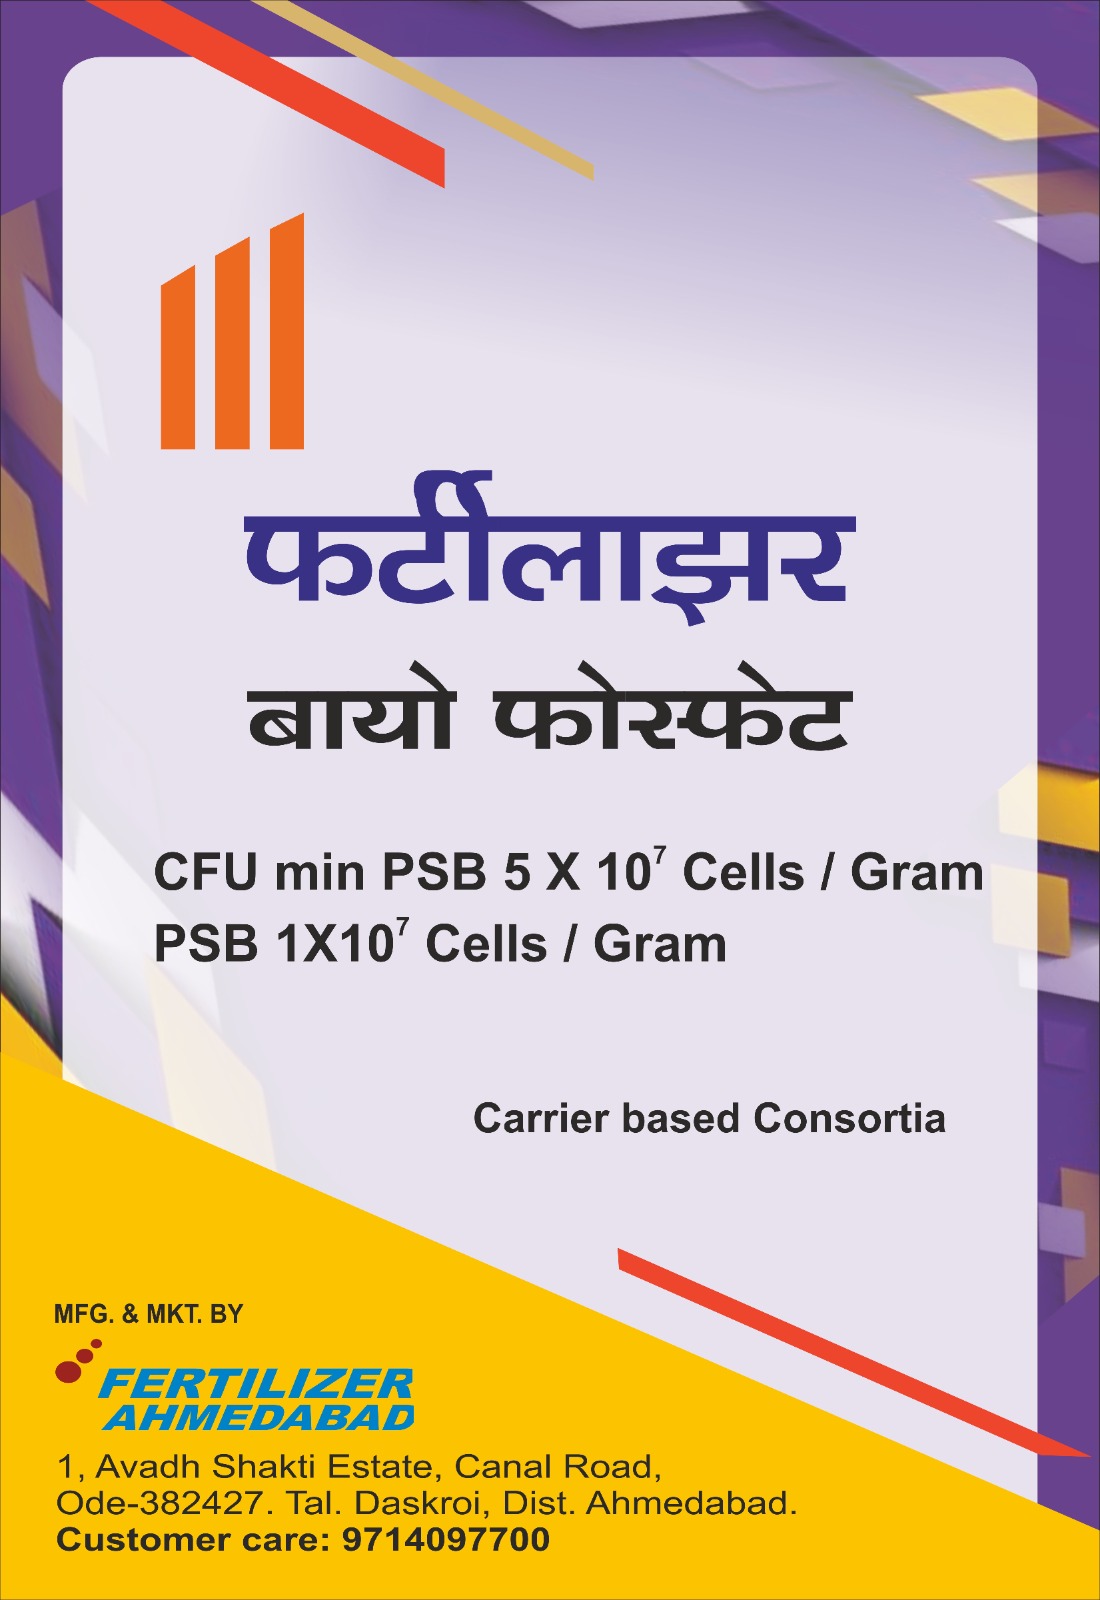 फर्टीलाझर
बायो फोस्फेट
CFU min PSB 5 X 10⁷ Cells / Gram
PSB 1X10⁷ Cells / Gram
Carrier based Consortia
MFG. & MKT. BY
FERTILIZER
AHMEDABAD
1, Avadh Shakti Estate, Canal Road,
Ode-382427. Tal. Daskroi, Dist. Ahmedabad.
Customer care: 9714097700